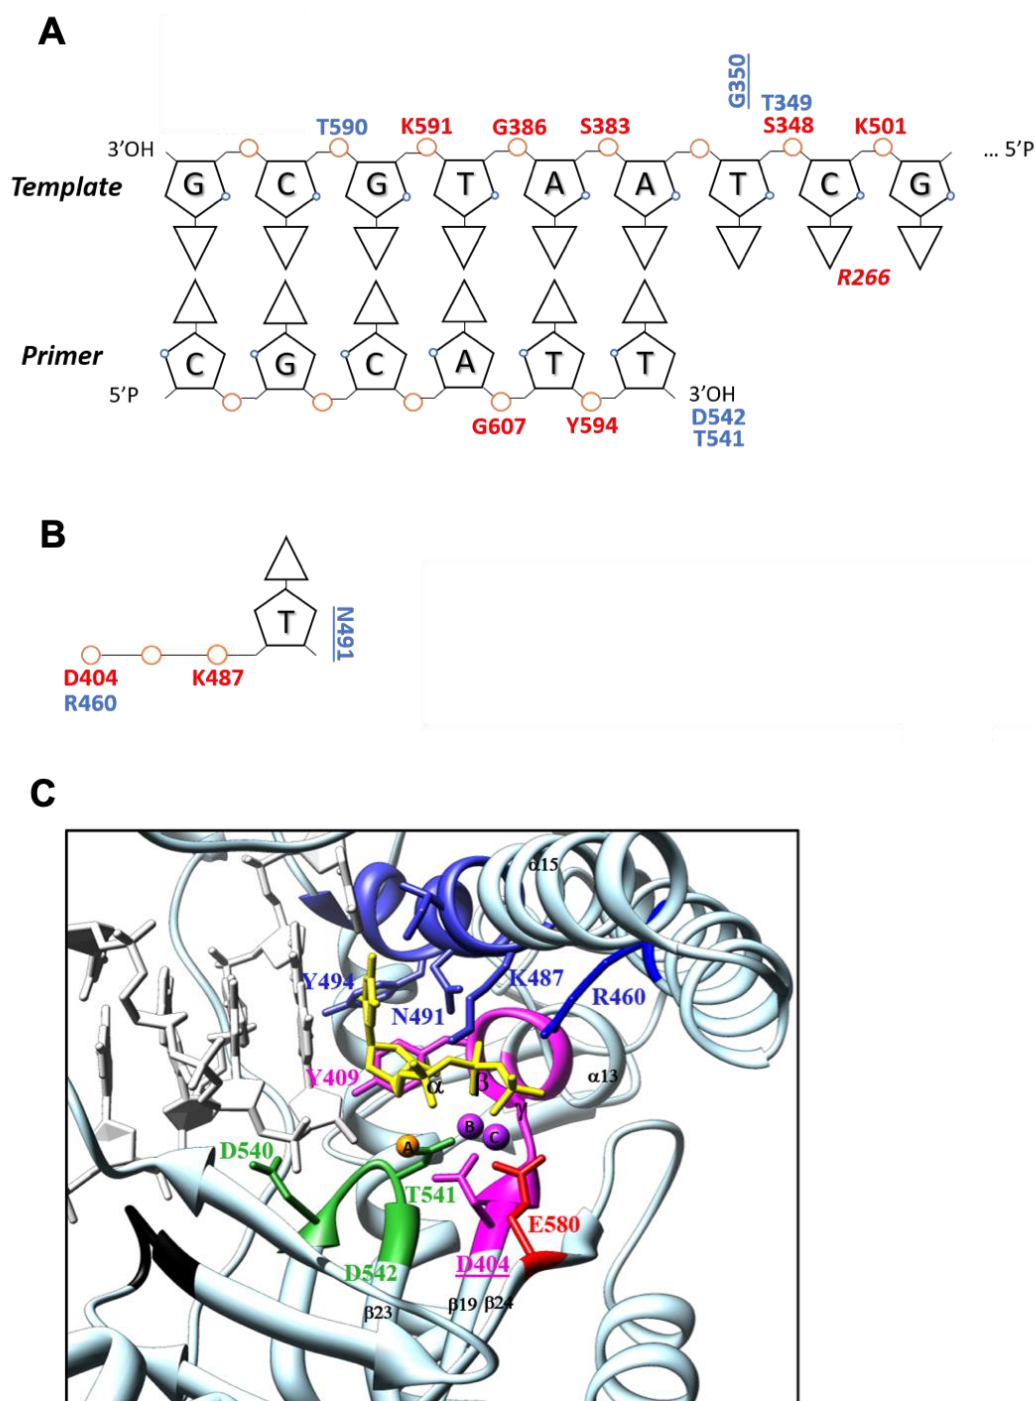 A
G350
T349
T590 K591 G386 S383 S348 K501
3’OH ... 5’P
Template G C G T A A T C G
R266
Primer C G C A T T
5’P 3’OH
G607 Y594 D542
T541
B
T
N491
D404 K487
R460
C
α15
Y494 K487
N491 R460
Y409 α β α13
γ
A B C
D540
T541
E580
D542 D404
β23 β19 β24